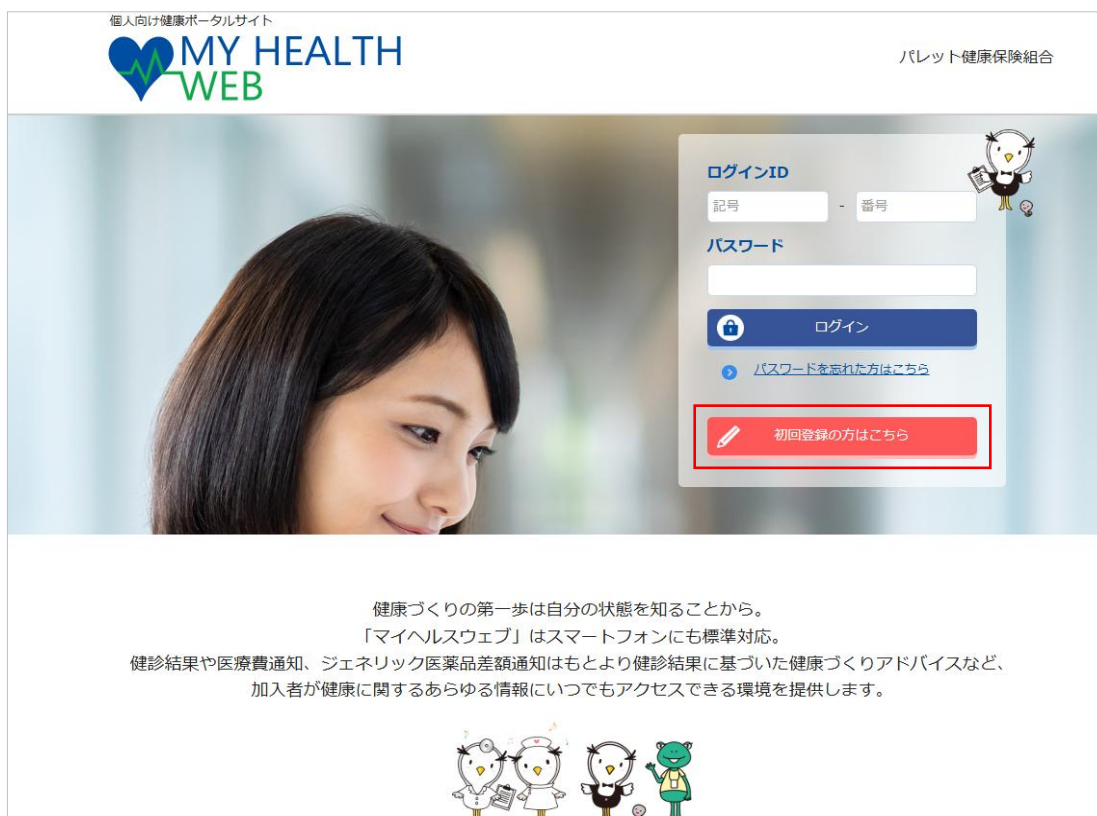 個人向け健康ポータルサイト
MY HEALTH
WEB
パレット健康保険組合
ログインID
記号 - 番号
パスワード
ログイン
パスワードを忘れた方はこちら
初回登録の方はこちら
健康づくりの第一歩は自分の状態を知ることから。
「マイヘルスウェブ」はスマートフォンにも標準対応。
健診結果や医療費通知、ジェネリック医薬品差額通知はもとより健診結果に基づいた健康づくりアドバイスなど、
加入者が健康に関するあらゆる情報にいつでもアクセスできる環境を提供します。